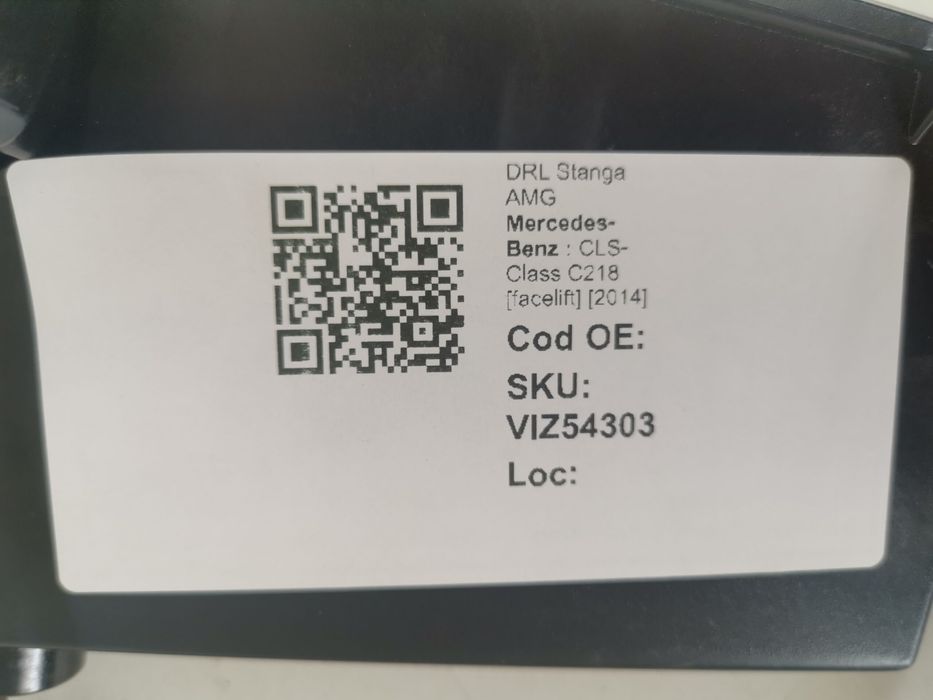 DRL Stanga
AMG
Mercedes-
Benz : CLS-
Class C218
[facelift] [2014]
Cod OE:
SKU:
VIZ54303
Loc: